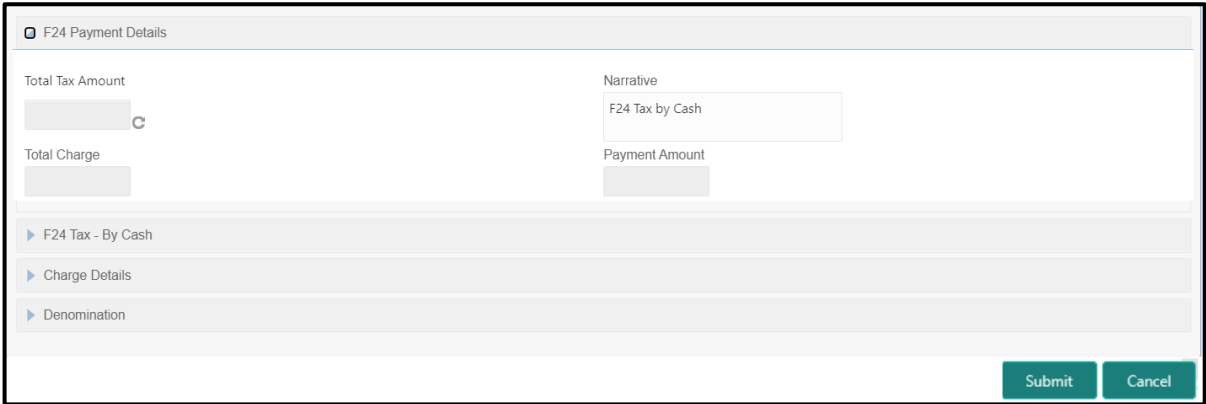 F24 Payment Details
Total Tax Amount
Narrative
F24 Tax by Cash
Total Charge
Payment Amount
F24 Tax - By Cash
Charge Details
Denomination
Submit
Cancel